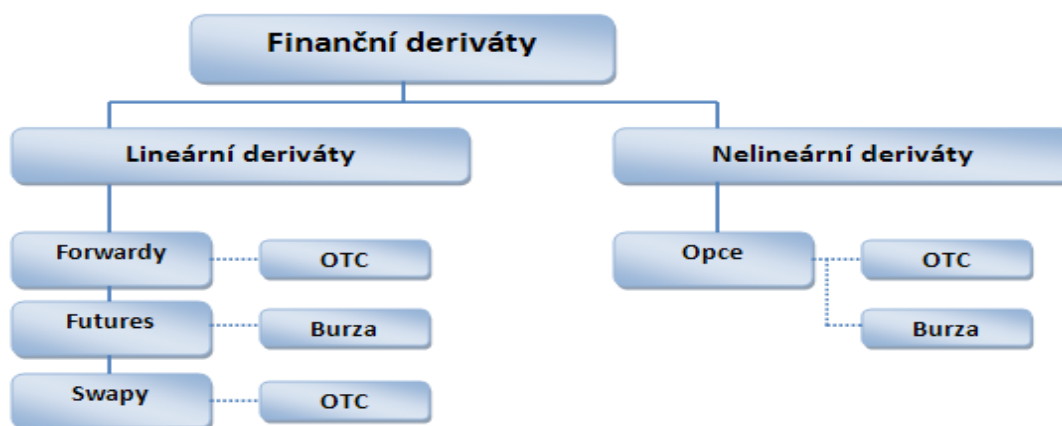 Finanční deriváty
Lineární deriváty
Nelineární deriváty
Forwardy
OTC
Opce
OTC
Futures
Burza
Burza
Swapy
OTC